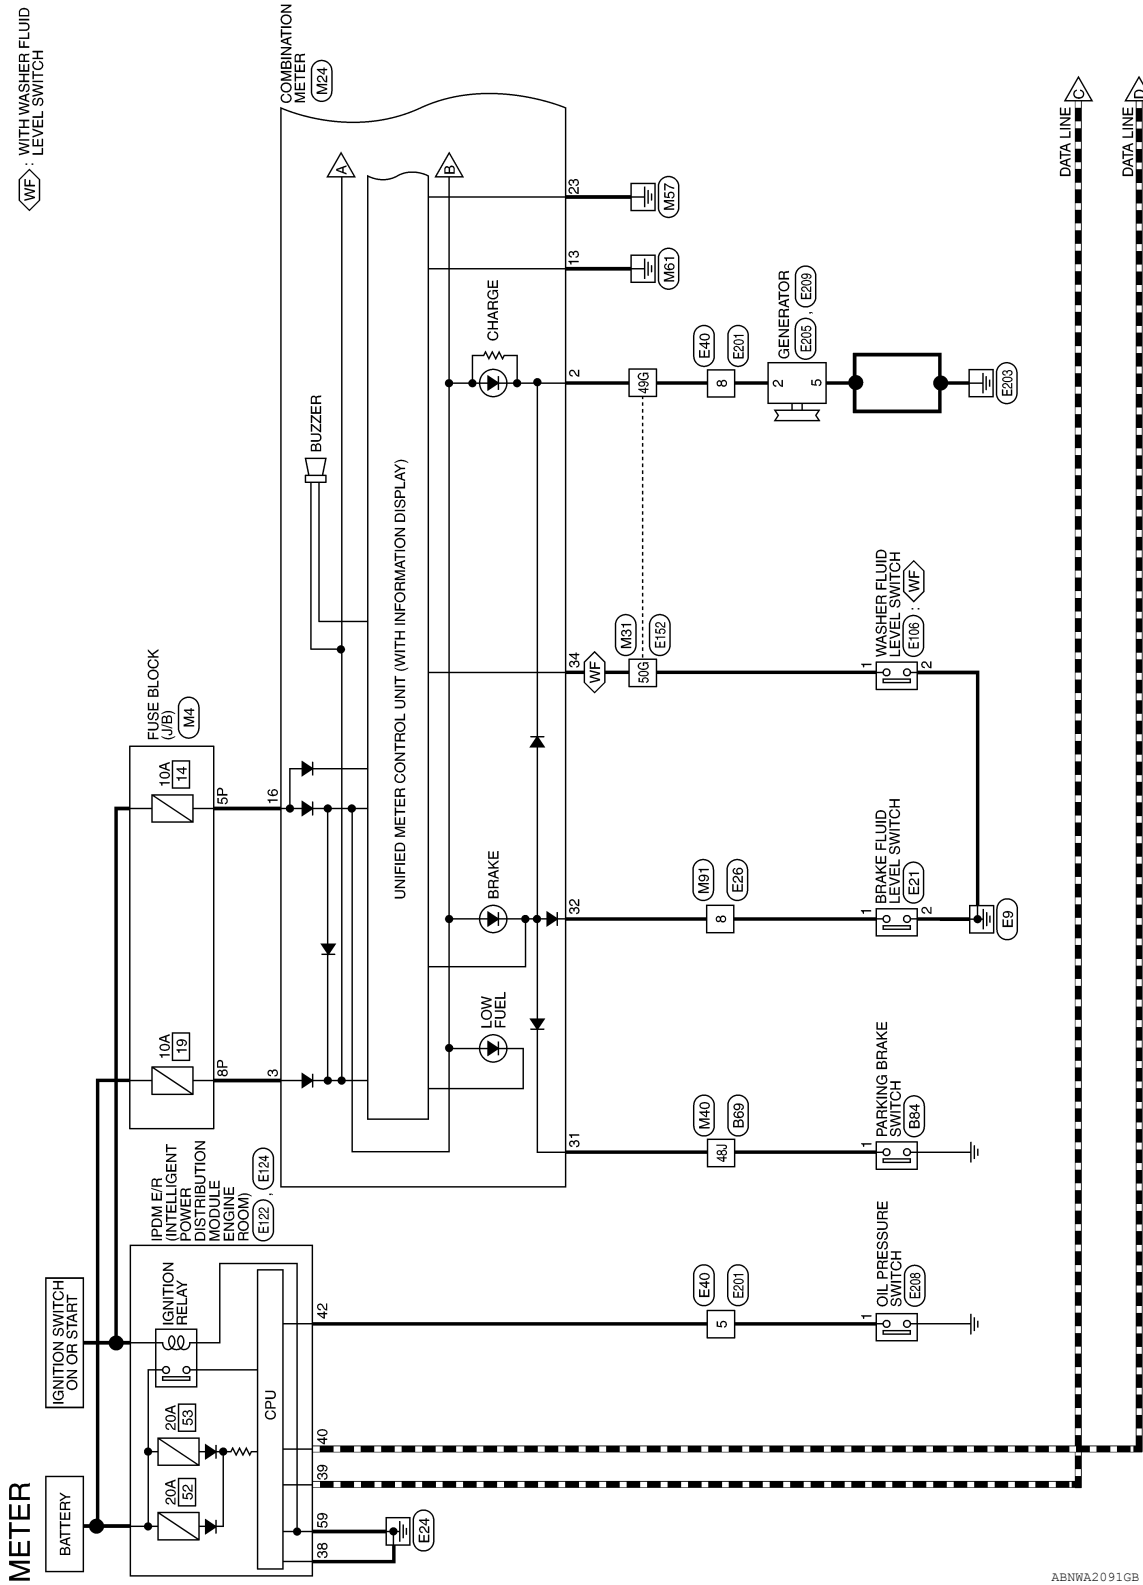 METER
WF : WITH WASHER FLUID
LEVEL SWITCH
BATTERY
IGNITION SWITCH
ON OR START
20A
52
20A
53
IGNITION
RELAY
CPU
IPDM E/R
(INTELLIGENT
POWER
DISTRIBUTION
MODULE
ENGINE
ROOM)
E122 , E124
38
59
39
40
42
E24
10A
19
8P
10A
14
5P
FUSE BLOCK
(J/B)
M4
3
16
BUZZER
A
COMBINATION
METER
M24
UNIFIED METER CONTROL UNIT (WITH INFORMATION DISPLAY)
B
LOW
FUEL
BRAKE
CHARGE
31
32
34
2
13
23
WF
M61
M57
50G
M31
E152
49G
5
E40
E201
48J
M40
B69
8
M91
E26
8
E40
E201
GENERATOR
E205 , E209
2
5
E203
1
OIL PRESSURE
SWITCH
E208
1
PARKING BRAKE
SWITCH
B84
1
BRAKE FLUID
LEVEL SWITCH
E21
2
E9
1
WASHER FLUID
LEVEL SWITCH
E106 : WF
2
DATA LINE
C
DATA LINE
D
ABNWA2091GB